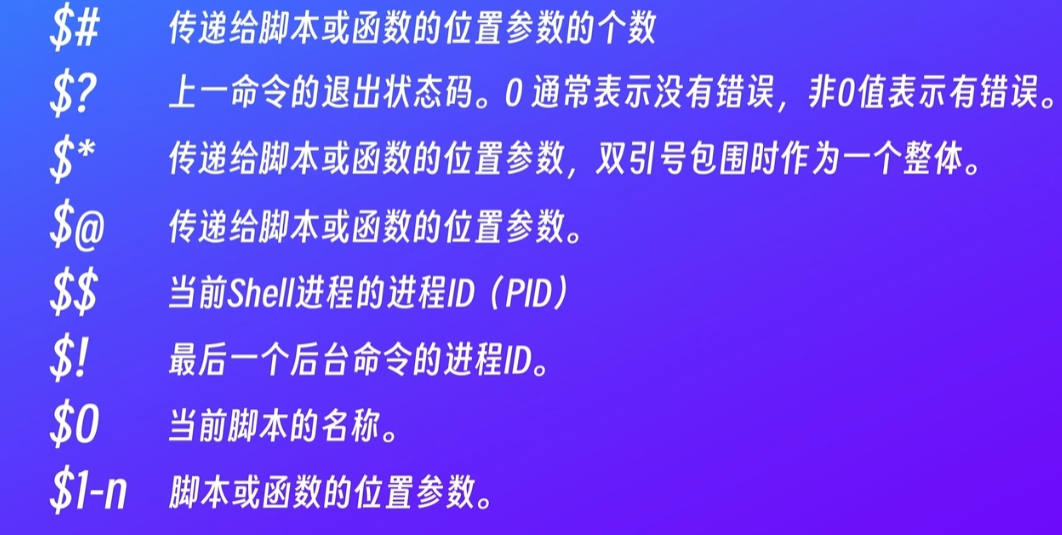 $# 传递给脚本或函数的位置参数的个数
$? 上一命令的退出状态码。0 通常表示没有错误，非0值表示有错误。
$* 传递给脚本或函数的位置参数，双引号包围时作为一个整体。
$@ 传递给脚本或函数的位置参数。
$$ 当前Shell进程的进程ID（PID）
$! 最后一个后台命令的进程ID。
$0 当前脚本的名称。
$1-n 脚本或函数的位置参数。